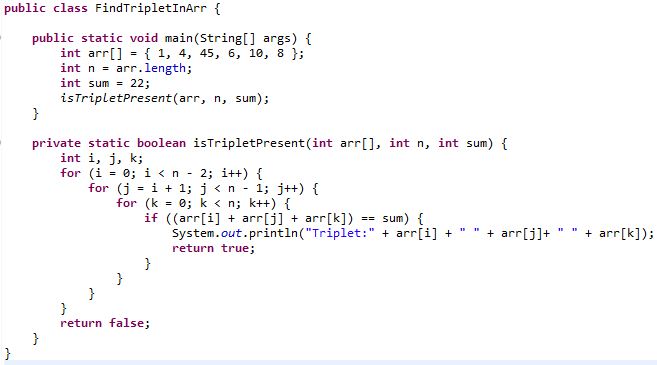 public class FindTripletInArr {
public static void main(String[] args) {
int arr[] = { 1, 4, 45, 6, 10, 8 };
int n = arr.length;
int sum = 22;
isTripletPresent(arr, n, sum);
}
private static boolean isTripletPresent(int arr[], int n, int sum) {
int i, j, k;
for (i = 0; i < n - 2; i++) {
for (j = i + 1; j < n - 1; j++) {
for (k = 0; k < n; k++) {
if ((arr[i] + arr[j] + arr[k]) == sum) {
System.out.println("Triplet:" + arr[i] + " " + arr[j]+ " " + arr[k]);
return true;
}
}
}
}
return false;
}
}